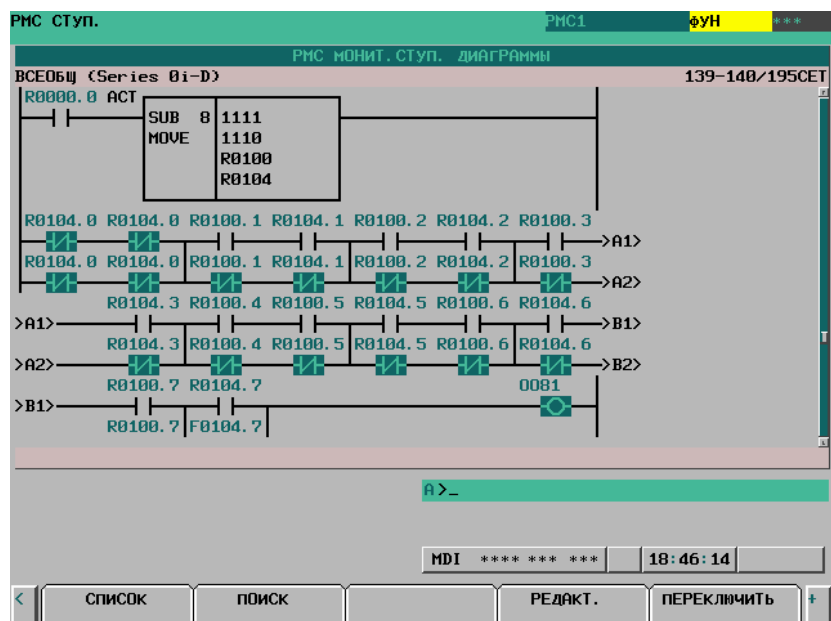 РМС СТуп. РМС1 фУН ***
РМС МОНиТ.СТуп. диАГРАММЫ
ВСЕОБЩ (Series 0i-D) 139-140/195СЕТ
R0000.0 ACT
SUB 8 1111
MOVE 1110
R0100
R0104
R0104.0 R0104.0 R0100.1 R0104.1 R0100.2 R0104.2 R0100.3
>A1>
R0104.0 R0104.0 R0100.1 R0104.1 R0100.2 R0104.2 R0100.3
>A2>
R0104.3 R0100.4 R0100.5 R0104.5 R0100.6 R0104.6
>A1> >B1>
R0104.3 R0100.4 R0100.5 R0104.5 R0100.6 R0104.6
>A2> >B2>
R0100.7 R0104.7 0081
>B1>
R0100.7 F0104.7
A>_
MDI **** *** *** 18:46:14
< СпиСОк пОиСК РЕдАКТ. пЕРЕКлюЧиТЬ +